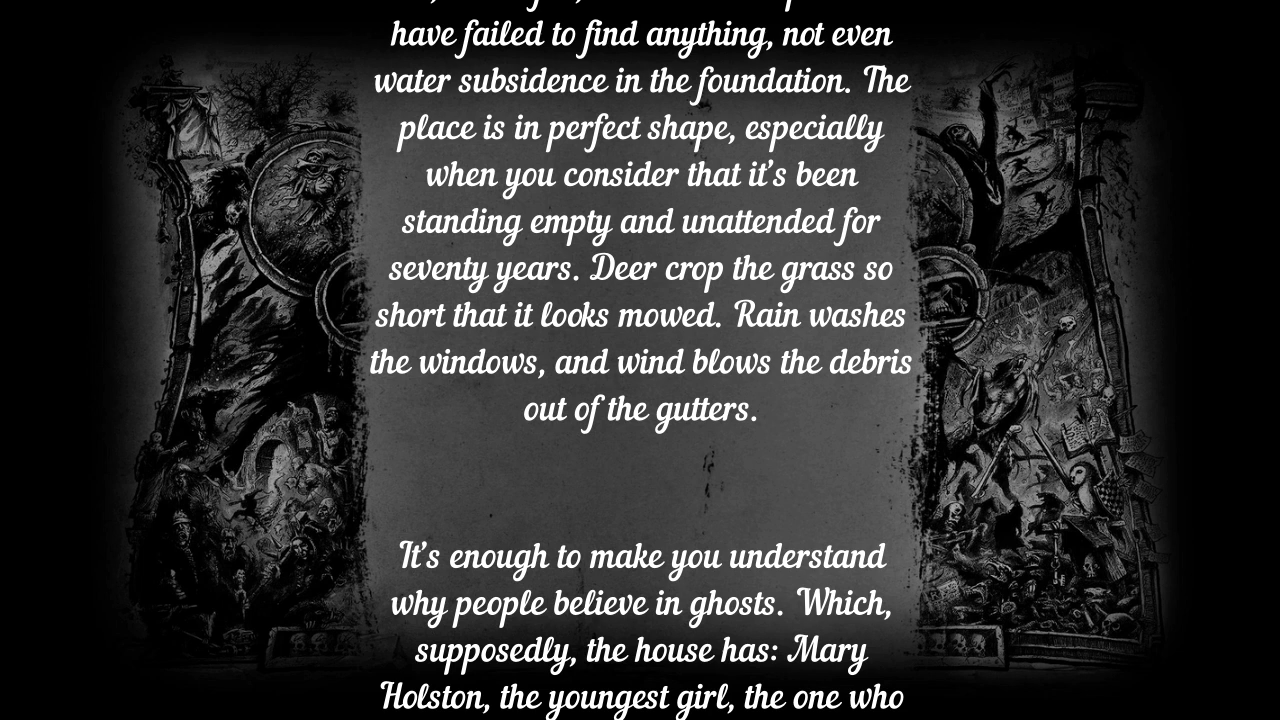 have failed to find anything, not even
water subsidence in the foundation. The
place is in perfect shape, especially
when you consider that it's been
standing empty and unattended for
seventy years. Deer crop the grass so
short that it looks mowed. Rain washes
the windows, and wind blows the debris
out of the gutters.
It's enough to make you understand
why people believe in ghosts. Which,
supposedly, the house has: Mary
Holston, the youngest girl, the one who